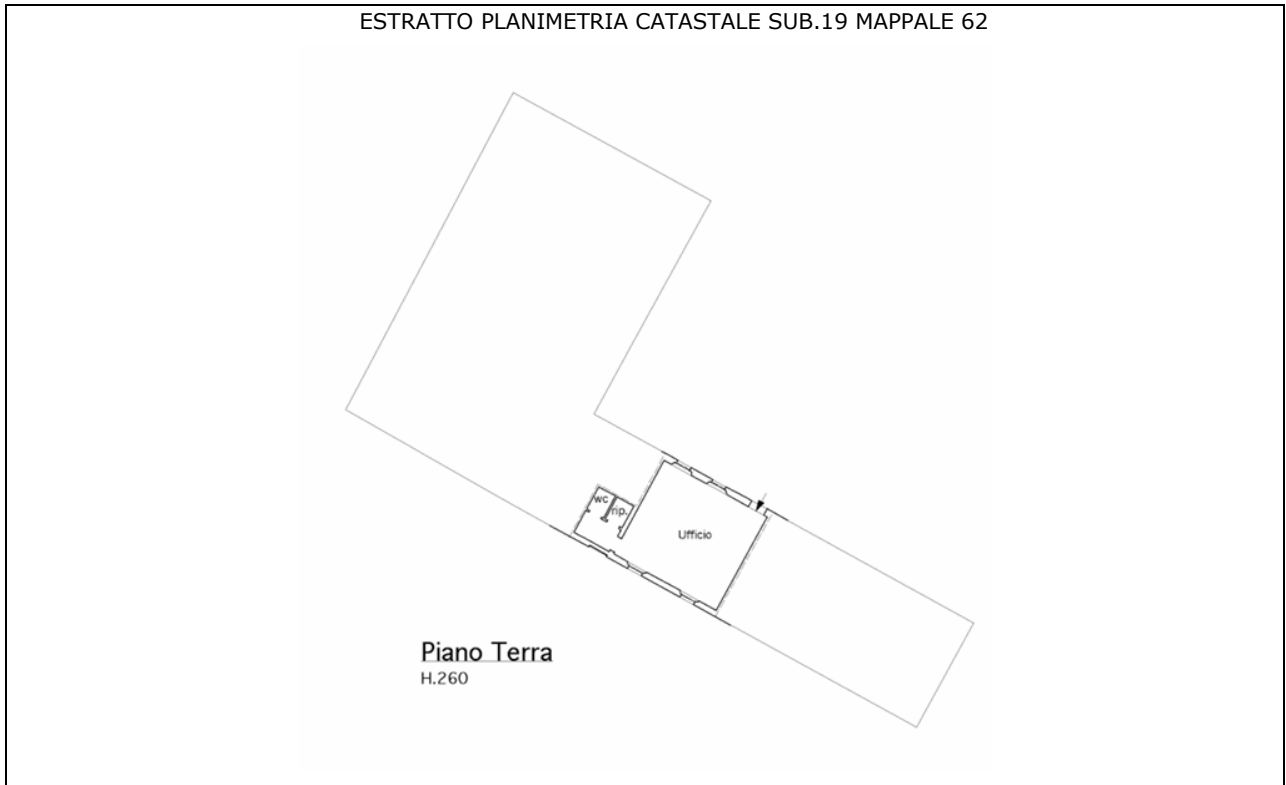 ESTRATTO PLANIMETRIA CATASTALE SUB.19 MAPPALE 62
wc
rip.
Ufficio
Piano Terra
H.260